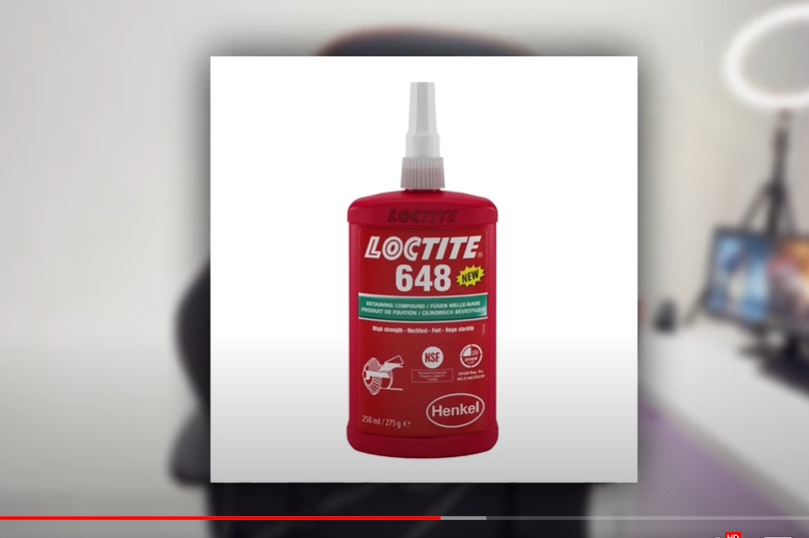 LOCTITE
LOCTITE
648 NEW
RETAINING COMPOUND / FÜGEN WELLE-NABE
PRODUIT DE FIXATION / CILINDRISCH BEVESTIGEN
High strength - Hochfest - Fort - Hoge sterkte
NSF
Henkel
250 ml / 275 g ℮
HD